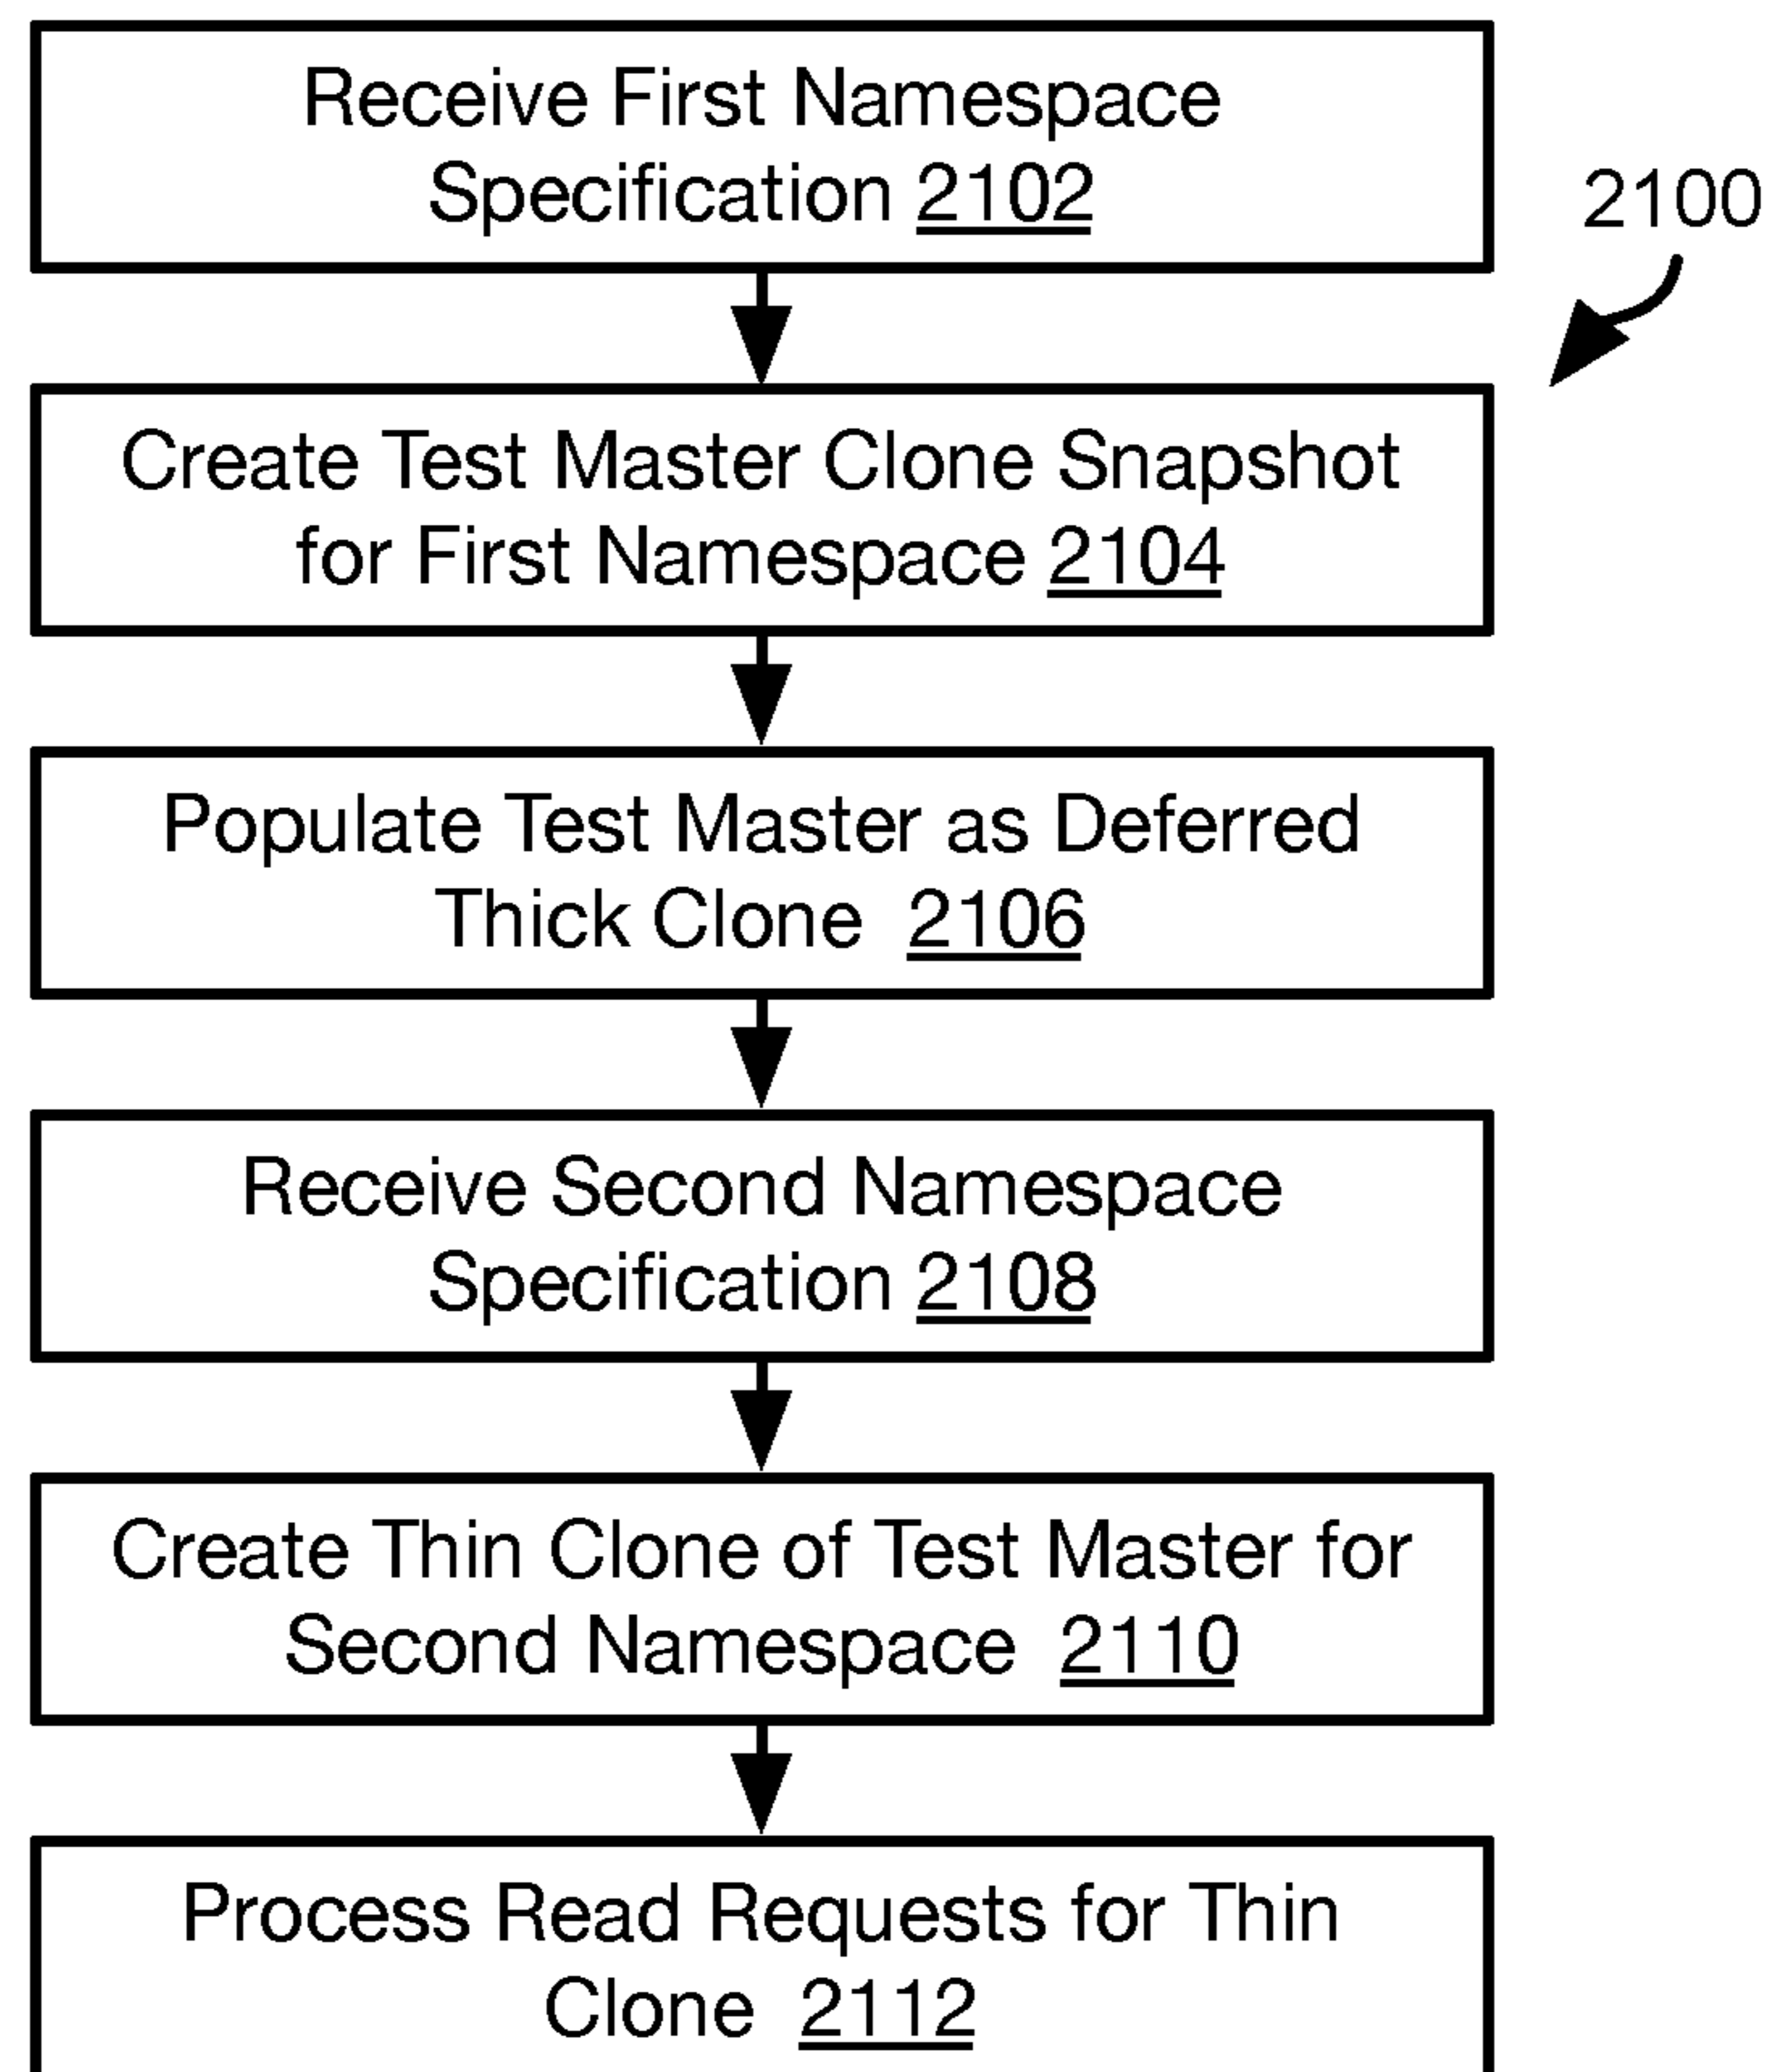 Receive First Namespace
Specification 2102
2100
Create Test Master Clone Snapshot
for First Namespace 2104
Populate Test Master as Deferred
Thick Clone 2106
Receive Second Namespace
Specification 2108
Create Thin Clone of Test Master for
Second Namespace 2110
Process Read Requests for Thin
Clone 2112